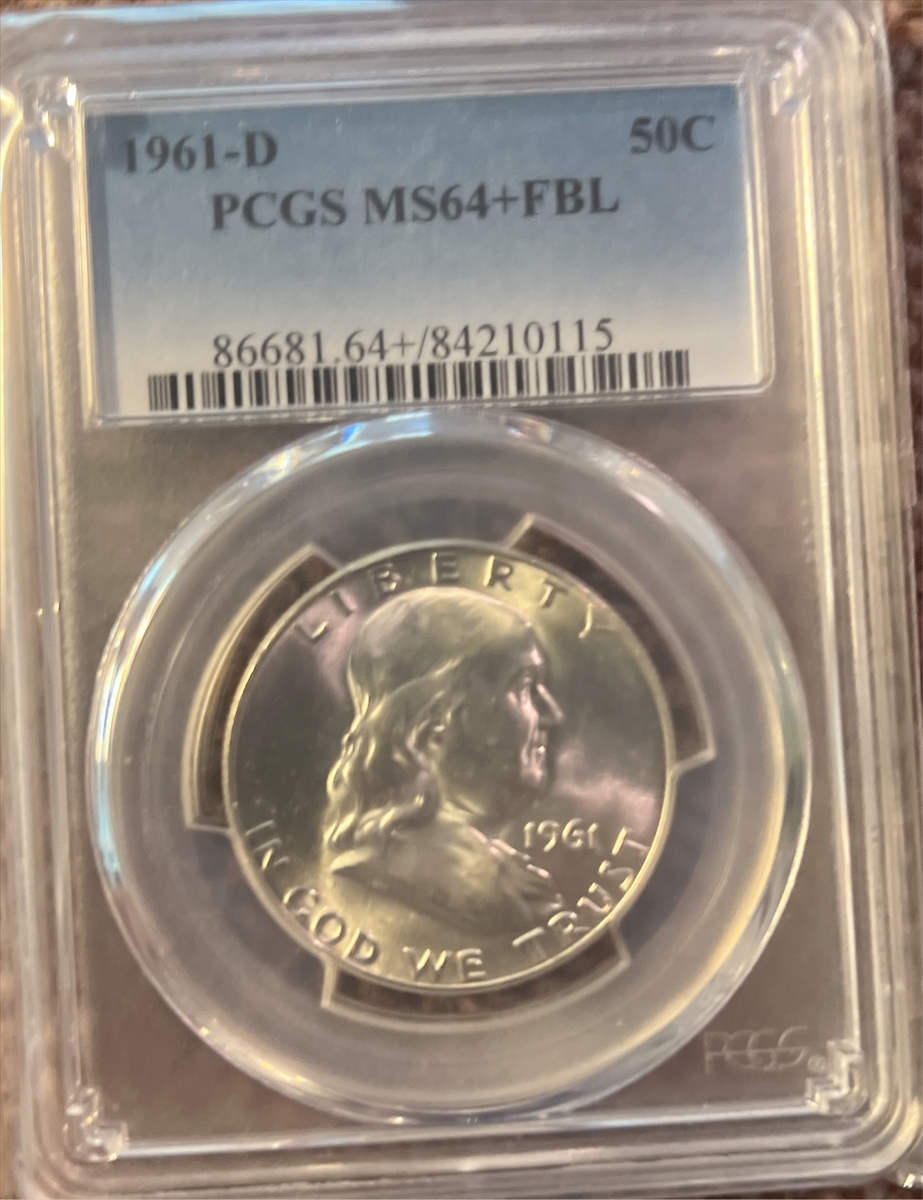 1961-D 50C
PCGS MS64+FBL
86681.64+/84210115
LIBERTY
1961
IN GOD WE TRUST
PCGS